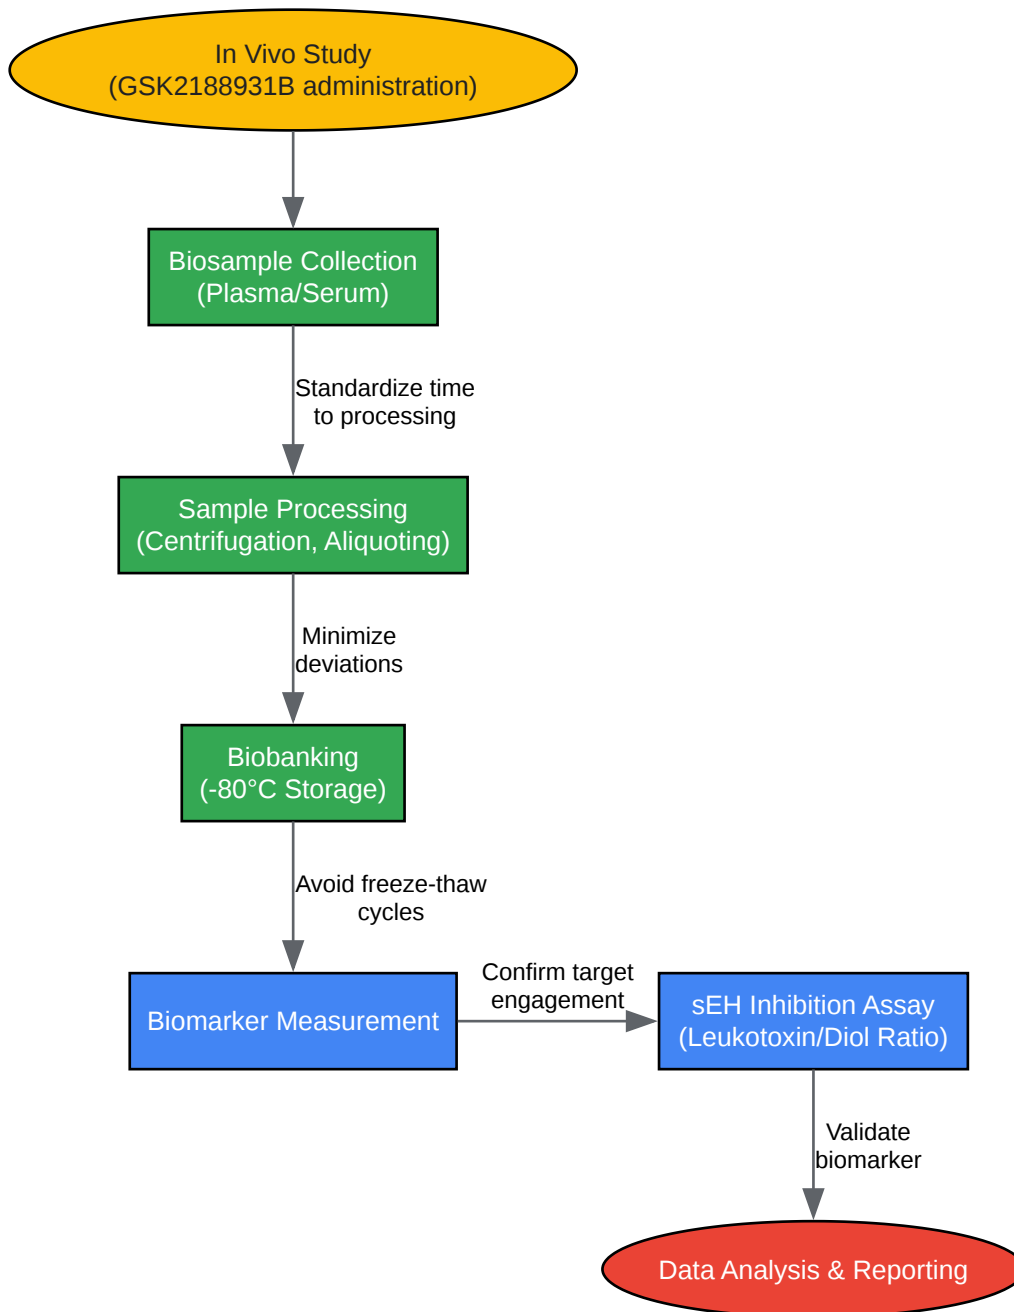 In Vivo Study
(GSK2188931B administration)
Biosample Collection
(Plasma/Serum)
Standardize time
to processing
Sample Processing
(Centrifugation, Aliquoting)
Minimize
deviations
Biobanking
(-80°C Storage)
Avoid freeze-thaw
cycles
Biomarker Measurement
Confirm target
engagement
sEH Inhibition Assay
(Leukotoxin/Diol Ratio)
Validate
biomarker
Data Analysis & Reporting